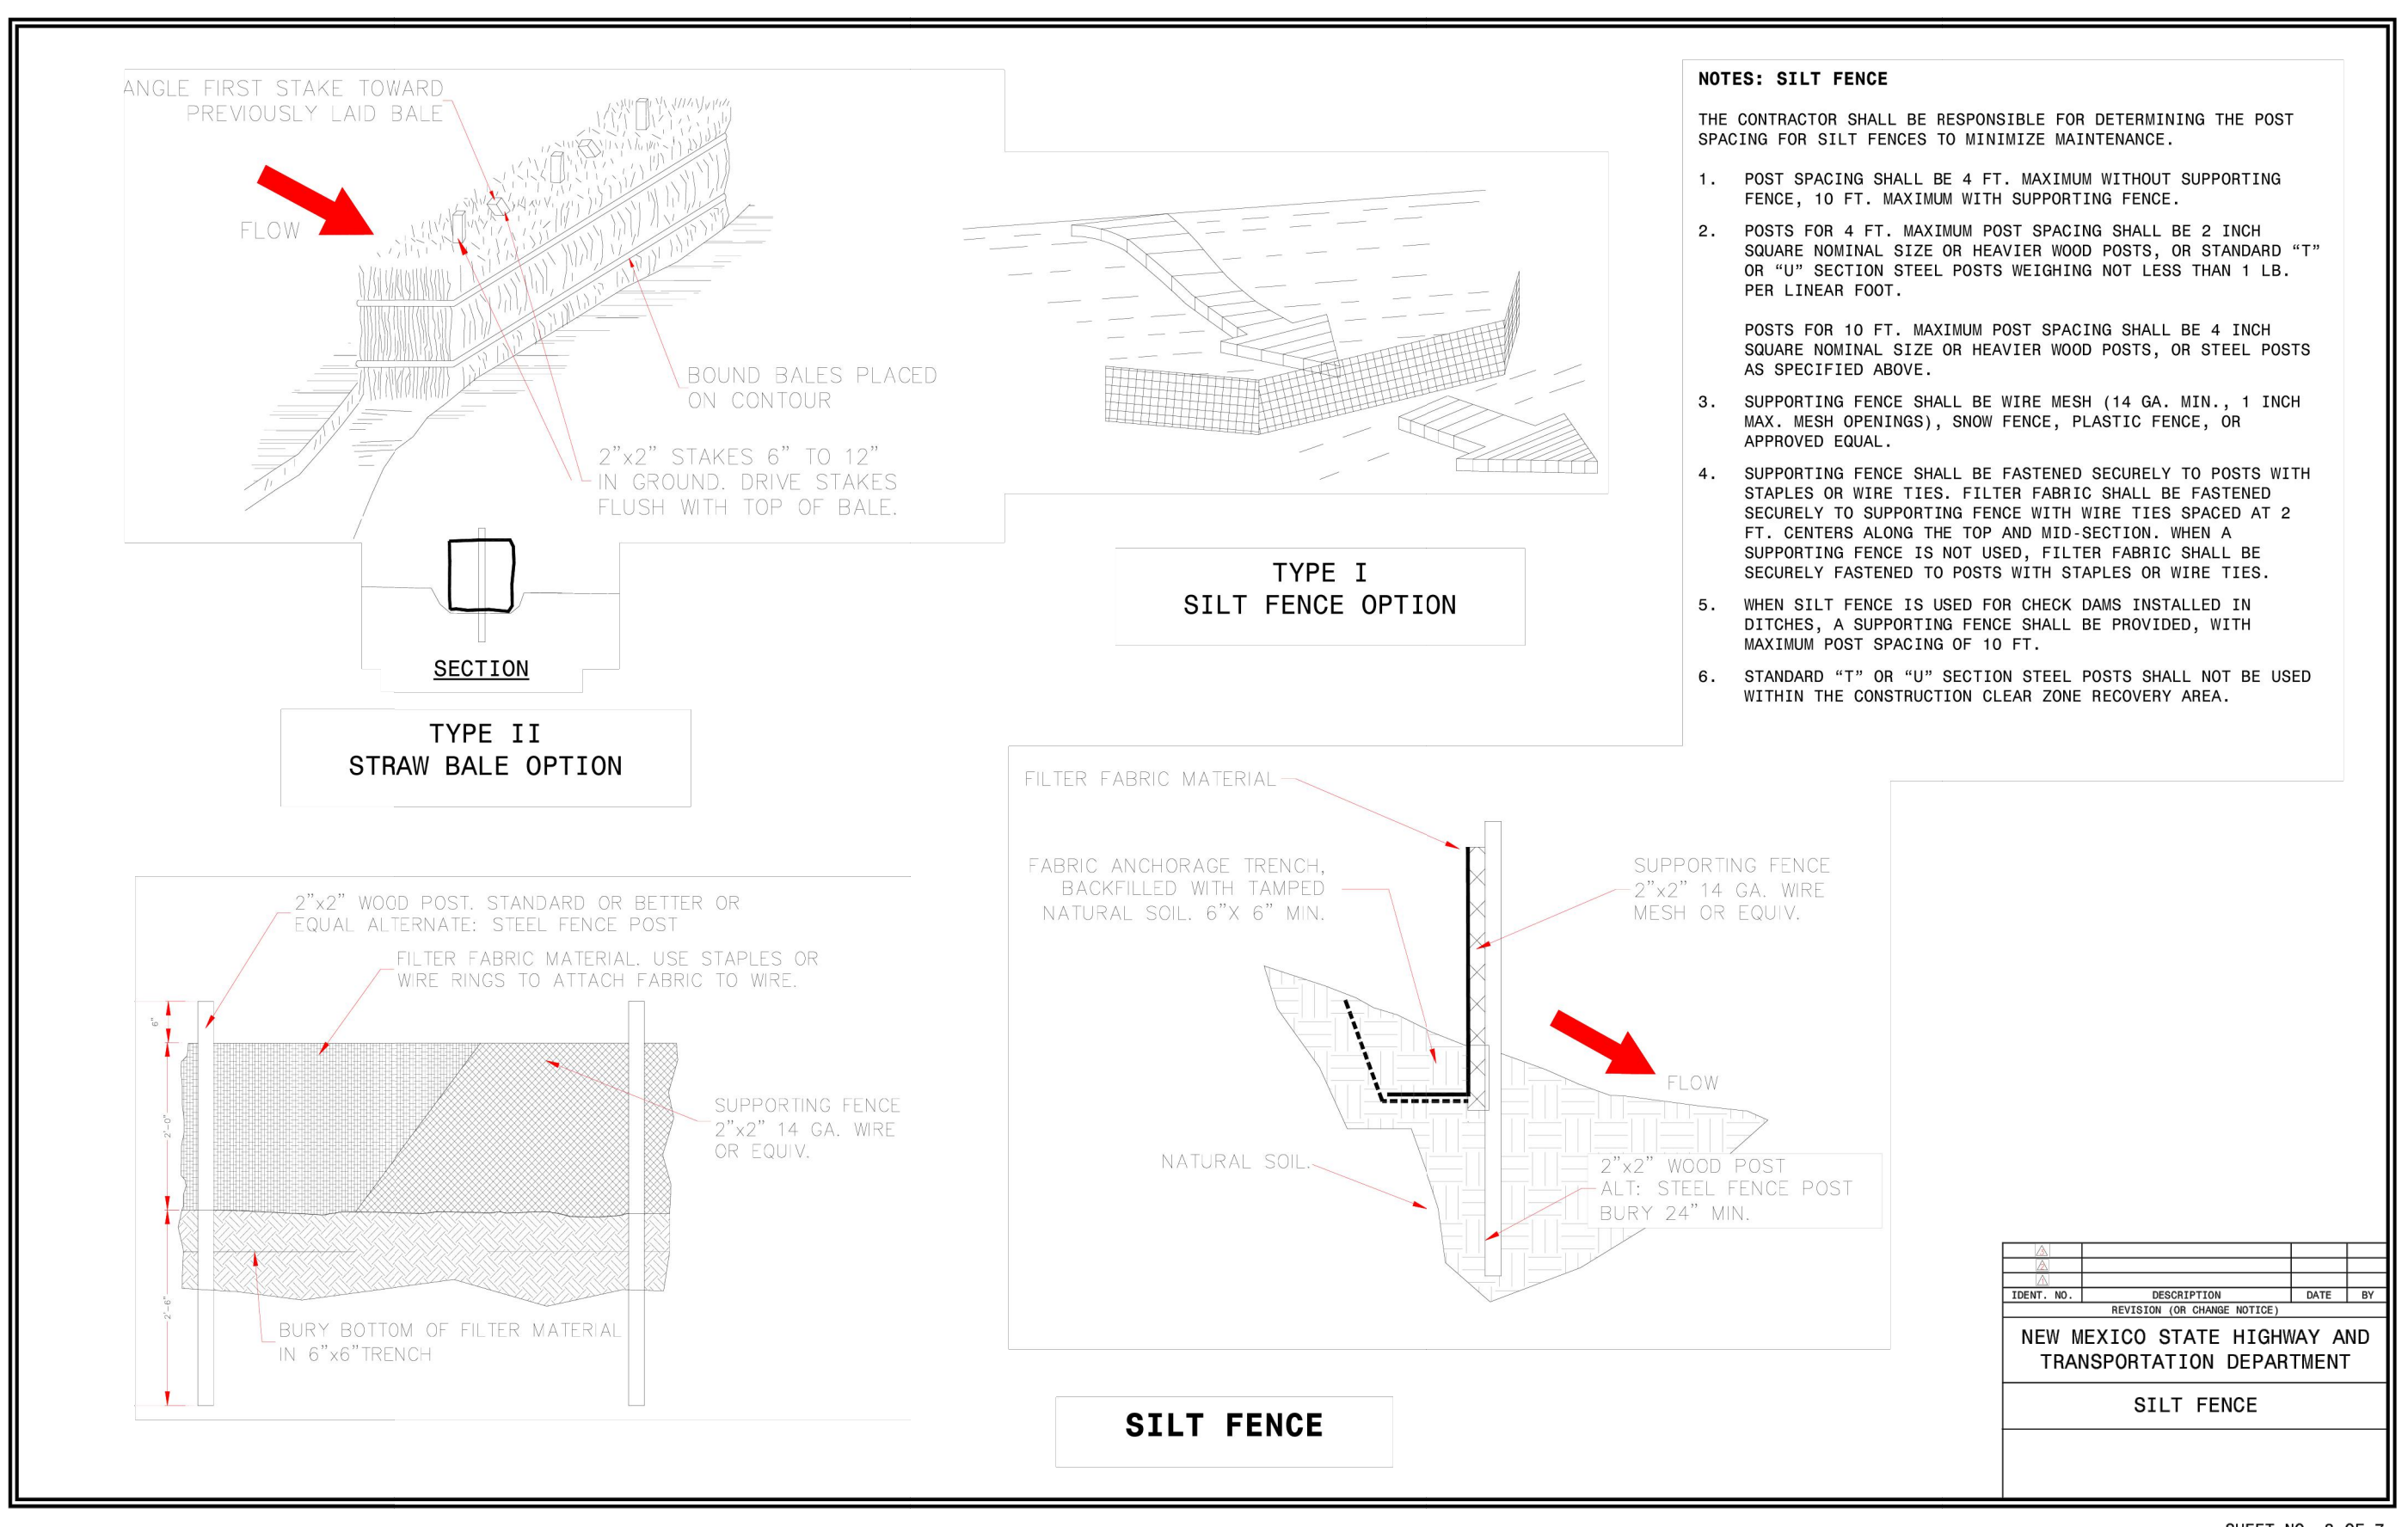 ANGLE FIRST STAKE TOWARD
PREVIOUSLY LAID BALE
FLOW
BOUND BALES PLACED
ON CONTOUR
2”x2” STAKES 6” TO 12”
IN GROUND. DRIVE STAKES
FLUSH WITH TOP OF BALE.
SECTION
TYPE II
STRAW BALE OPTION
TYPE I
SILT FENCE OPTION
NOTES: SILT FENCE
THE CONTRACTOR SHALL BE RESPONSIBLE FOR DETERMINING THE POST
SPACING FOR SILT FENCES TO MINIMIZE MAINTENANCE.
1. POST SPACING SHALL BE 4 FT. MAXIMUM WITHOUT SUPPORTING
FENCE, 10 FT. MAXIMUM WITH SUPPORTING FENCE.
2. POSTS FOR 4 FT. MAXIMUM POST SPACING SHALL BE 2 INCH
SQUARE NOMINAL SIZE OR HEAVIER WOOD POSTS, OR STANDARD “T”
OR “U” SECTION STEEL POSTS WEIGHING NOT LESS THAN 1 LB.
PER LINEAR FOOT.
POSTS FOR 10 FT. MAXIMUM POST SPACING SHALL BE 4 INCH
SQUARE NOMINAL SIZE OR HEAVIER WOOD POSTS, OR STEEL POSTS
AS SPECIFIED ABOVE.
3. SUPPORTING FENCE SHALL BE WIRE MESH (14 GA. MIN., 1 INCH
MAX. MESH OPENINGS), SNOW FENCE, PLASTIC FENCE, OR
APPROVED EQUAL.
4. SUPPORTING FENCE SHALL BE FASTENED SECURELY TO POSTS WITH
STAPLES OR WIRE TIES. FILTER FABRIC SHALL BE FASTENED
SECURELY TO SUPPORTING FENCE WITH WIRE TIES SPACED AT 2
FT. CENTERS ALONG THE TOP AND MID-SECTION. WHEN A
SUPPORTING FENCE IS NOT USED, FILTER FABRIC SHALL BE
SECURELY FASTENED TO POSTS WITH STAPLES OR WIRE TIES.
5. WHEN SILT FENCE IS USED FOR CHECK DAMS INSTALLED IN
DITCHES, A SUPPORTING FENCE SHALL BE PROVIDED, WITH
MAXIMUM POST SPACING OF 10 FT.
6. STANDARD “T” OR “U” SECTION STEEL POSTS SHALL NOT BE USED
WITHIN THE CONSTRUCTION CLEAR ZONE RECOVERY AREA.
2”x2” WOOD POST. STANDARD OR BETTER OR
EQUAL ALTERNATE: STEEL FENCE POST
FILTER FABRIC MATERIAL. USE STAPLES OR
WIRE RINGS TO ATTACH FABRIC TO WIRE.
6”
2’-0”
2’-6”
SUPPORTING FENCE
2”x2” 14 GA. WIRE
OR EQUIV.
BURY BOTTOM OF FILTER MATERIAL
IN 6”x6”TRENCH
FILTER FABRIC MATERIAL
FABRIC ANCHORAGE TRENCH,
BACKFILLED WITH TAMPED
NATURAL SOIL. 6”X 6” MIN.
SUPPORTING FENCE
2”x2” 14 GA. WIRE
MESH OR EQUIV.
FLOW
NATURAL SOIL.
2”x2” WOOD POST
ALT: STEEL FENCE POST
BURY 24” MIN.
SILT FENCE
IDENT. NO. DESCRIPTION DATE BY
REVISION (OR CHANGE NOTICE)
NEW MEXICO STATE HIGHWAY AND
TRANSPORTATION DEPARTMENT
SILT FENCE